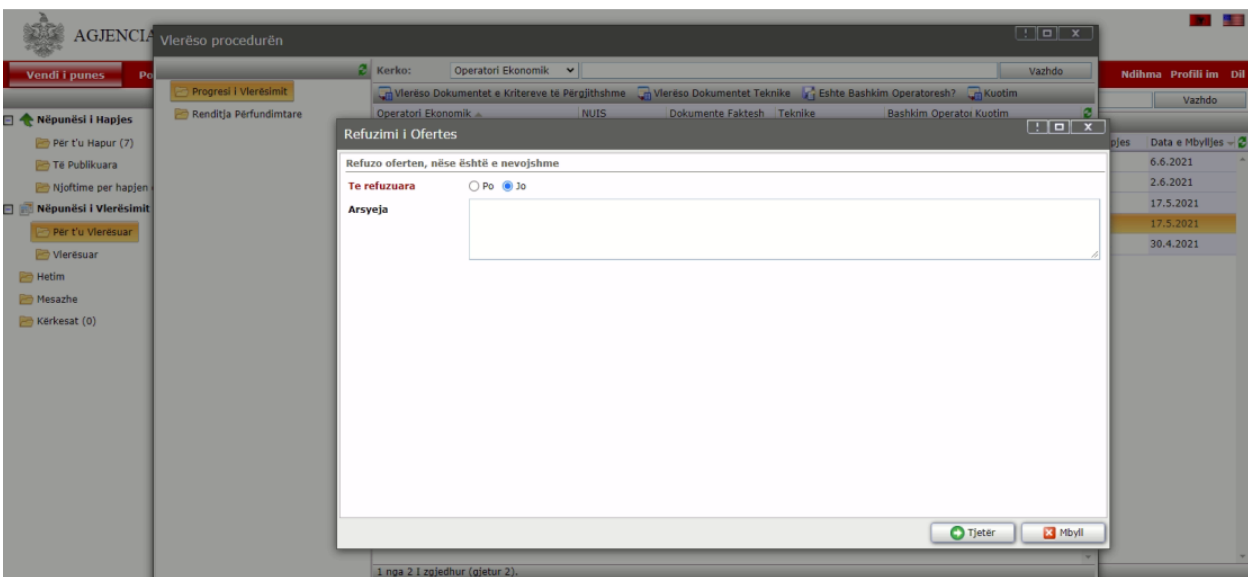 AGJENCIA
Vlerëso procedurën
Vendi i punes
Po
Ndihma Profili im Dil
Kerko:
Operatori Ekonomik
Vazhdo
Progresi i Vlerësimit
Renditja Përfundimtare
Vlerëso Dokumentet e Kritereve të Përgjithshme
Vlerëso Dokumentet Teknike
Eshte Bashkim Operatoresh?
Kuotim
Operatori Ekonomik
NUIS
Dokumente Faktesh
Teknike
Bashkim Operator
Kuotim
Vazhdo
Nëpunësi i Hapjes
Për t'u Hapur (7)
Të Publikuara
Njoftime per hapjen
Nëpunësi i Vlerësimit
Për t'u Vlerësuar
Vlerësuar
Hetim
Mesazhe
Kërkesat (0)
Refuzimi i Ofertes
Refuzo oferten, nëse është e nevojshme
Te refuzuara
Po
Jo
Arsyeja
pjes
Data e Mbylljes
6.6.2021
2.6.2021
17.5.2021
17.5.2021
30.4.2021
Tjetër
Mbyll
1 nga 2 I zgjedhur (gjetur 2).